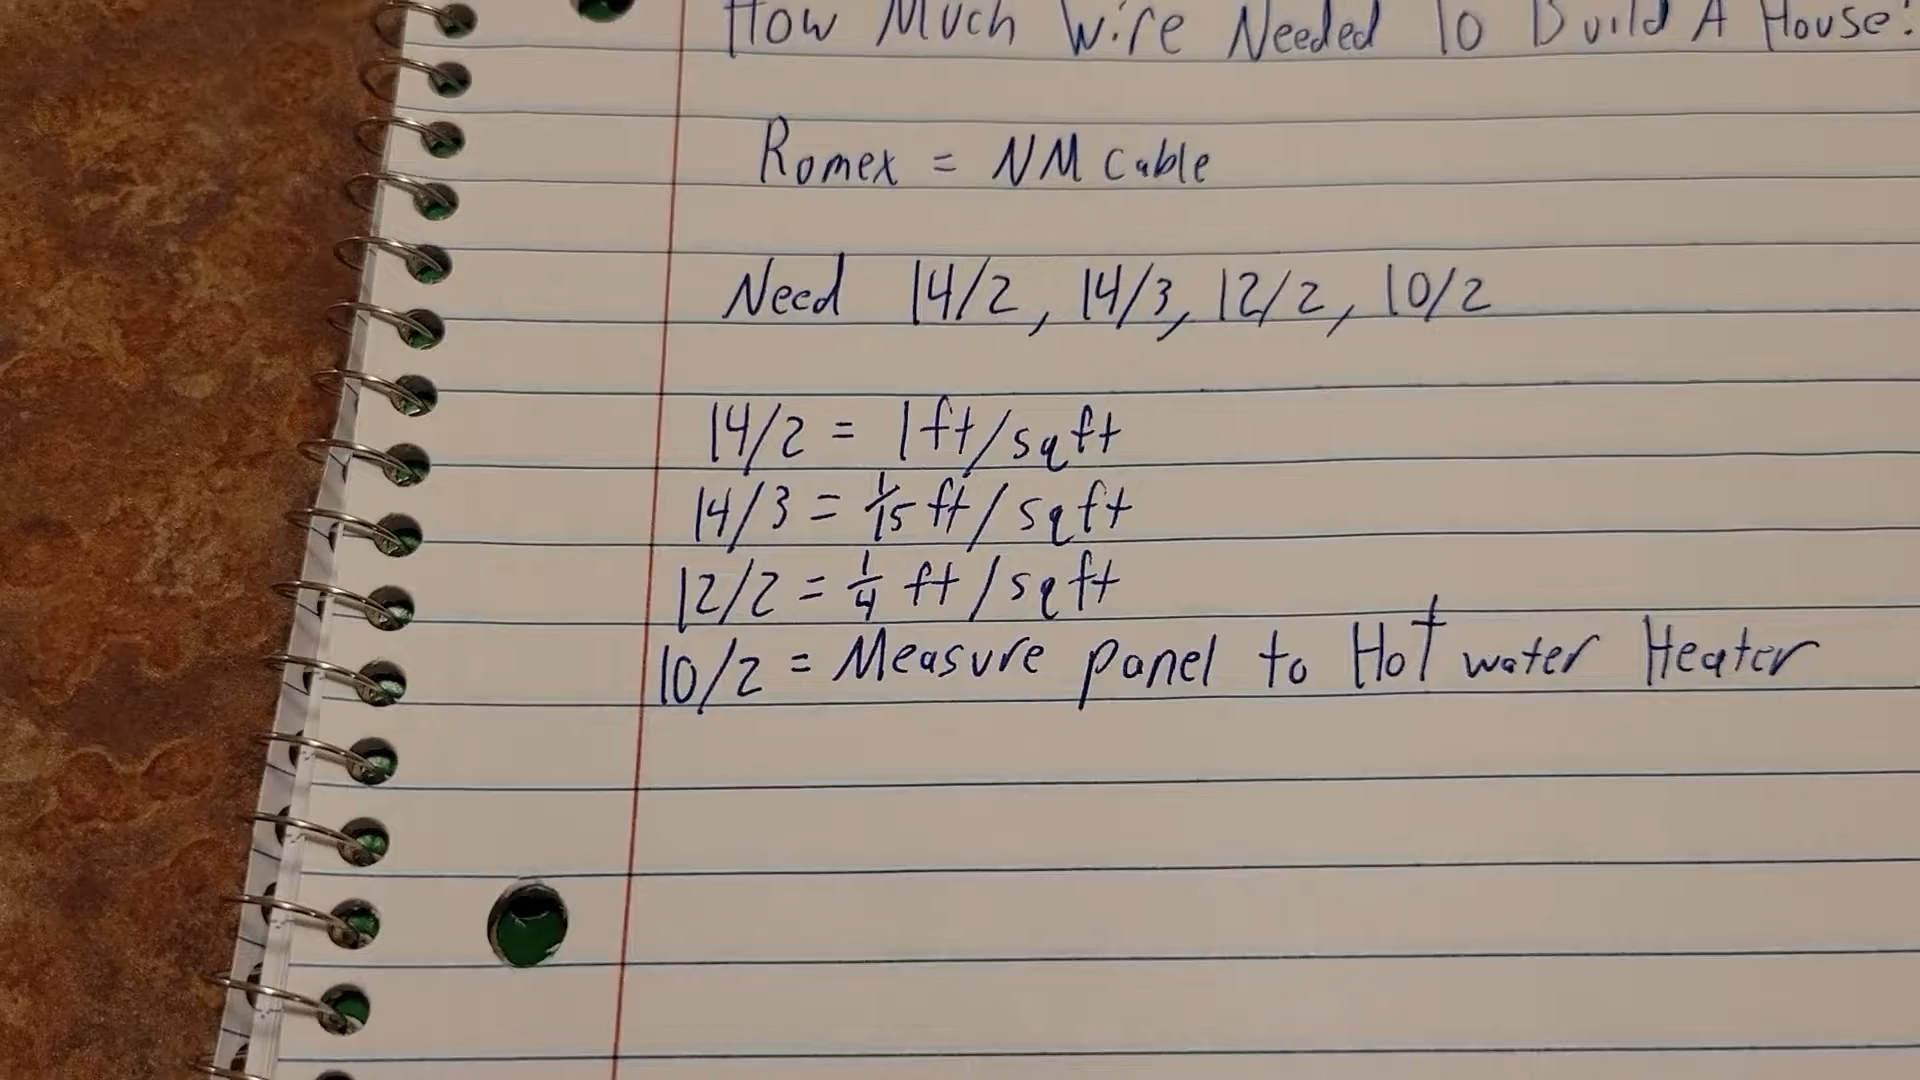 How Much Wire Needed To Build A House?
Romex = NM Cable
Need 14/2, 14/3, 12/2, 10/2
14/2 = 1ft/sqft
14/3 = 1/15 ft/sqft
12/2 = 1/4 ft/sqft
10/2 = Measure panel to Hot water Heater